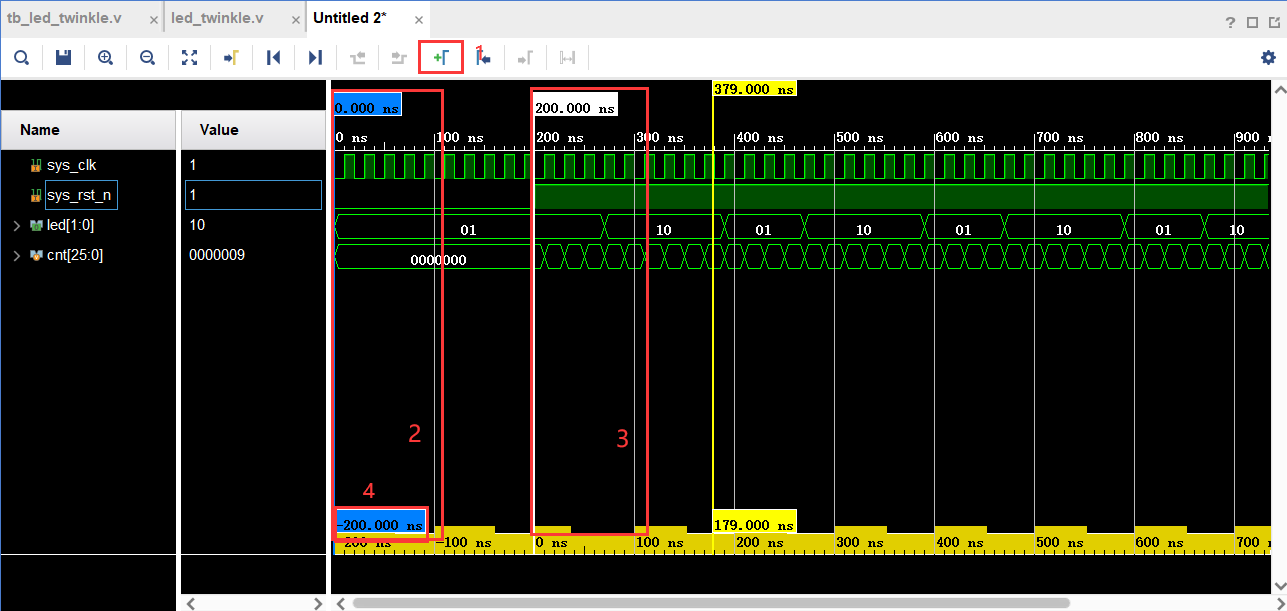 tb_led_twinkle.v × led_twinkle.v × Untitled 2* ×
?
1
379.000 ns
0.000 ns 200.000 ns
Name Value
0 ns 100 ns 200 ns 300 ns 400 ns 500 ns 600 ns 700 ns 800 ns 900 n
sys_clk 1
sys_rst_n 1
led[1:0] 10 01 10 01 10 01 10 01 10
cnt[25:0] 0000009 0000000
2 3
4
-200.000 ns 179.000 ns
-200 ns -100 ns 0 ns 100 ns 200 ns 300 ns 400 ns 500 ns 600 ns 700